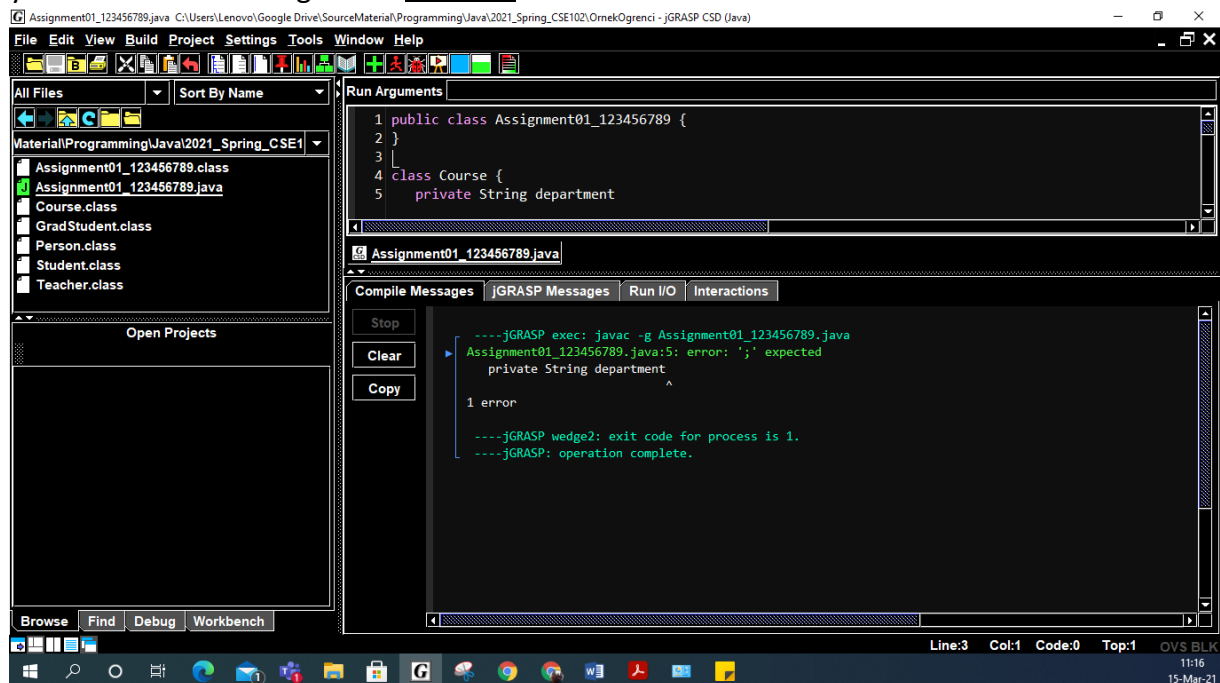 Assignment01_123456789.java C:\Users\Lenovo\Google Drive\SourceMaterial\Programming\Java\2021_Spring_CSE102\OrnekOgrenci - jGRASP CSD (Java)
File Edit View Build Project Settings Tools Window Help
All Files Sort By Name
Material\Programming\Java\2021_Spring_CSE1
Assignment01_123456789.class
Assignment01_123456789.java
Course.class
GradStudent.class
Person.class
Student.class
Teacher.class
Open Projects
Browse Find Debug Workbench
Run Arguments
1 public class Assignment01_123456789 {
2 }
3
4 class Course {
5 private String department
Assignment01_123456789.java
Compile Messages jGRASP Messages Run I/O Interactions
Stop
Clear
Copy
----jGRASP exec: javac -g Assignment01_123456789.java
Assignment01_123456789.java:5: error: ';' expected
private String department
^
1 error
----jGRASP wedge2: exit code for process is 1.
----jGRASP: operation complete.
Line:3 Col:1 Code:0 Top:1 OVS BLK
11:16
15-Mar-21